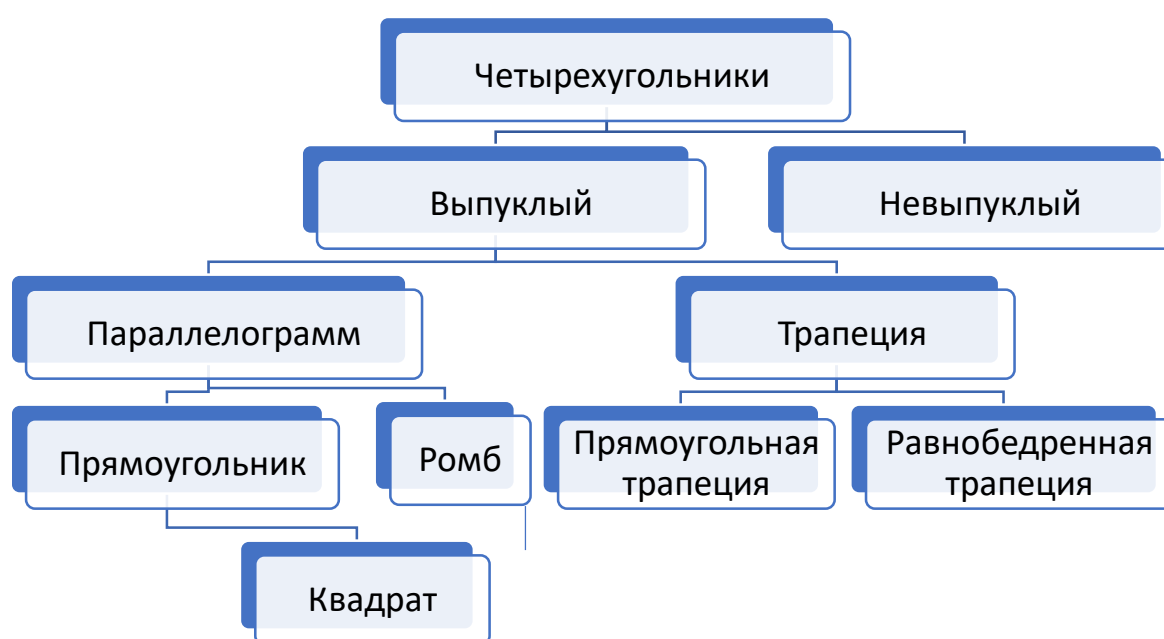 Четырехугольники
Выпуклый
Невыпуклый
Параллелограмм
Трапеция
Прямоугольник
Ромб
Прямоугольная
трапеция
Равнобедренная
трапеция
Квадрат